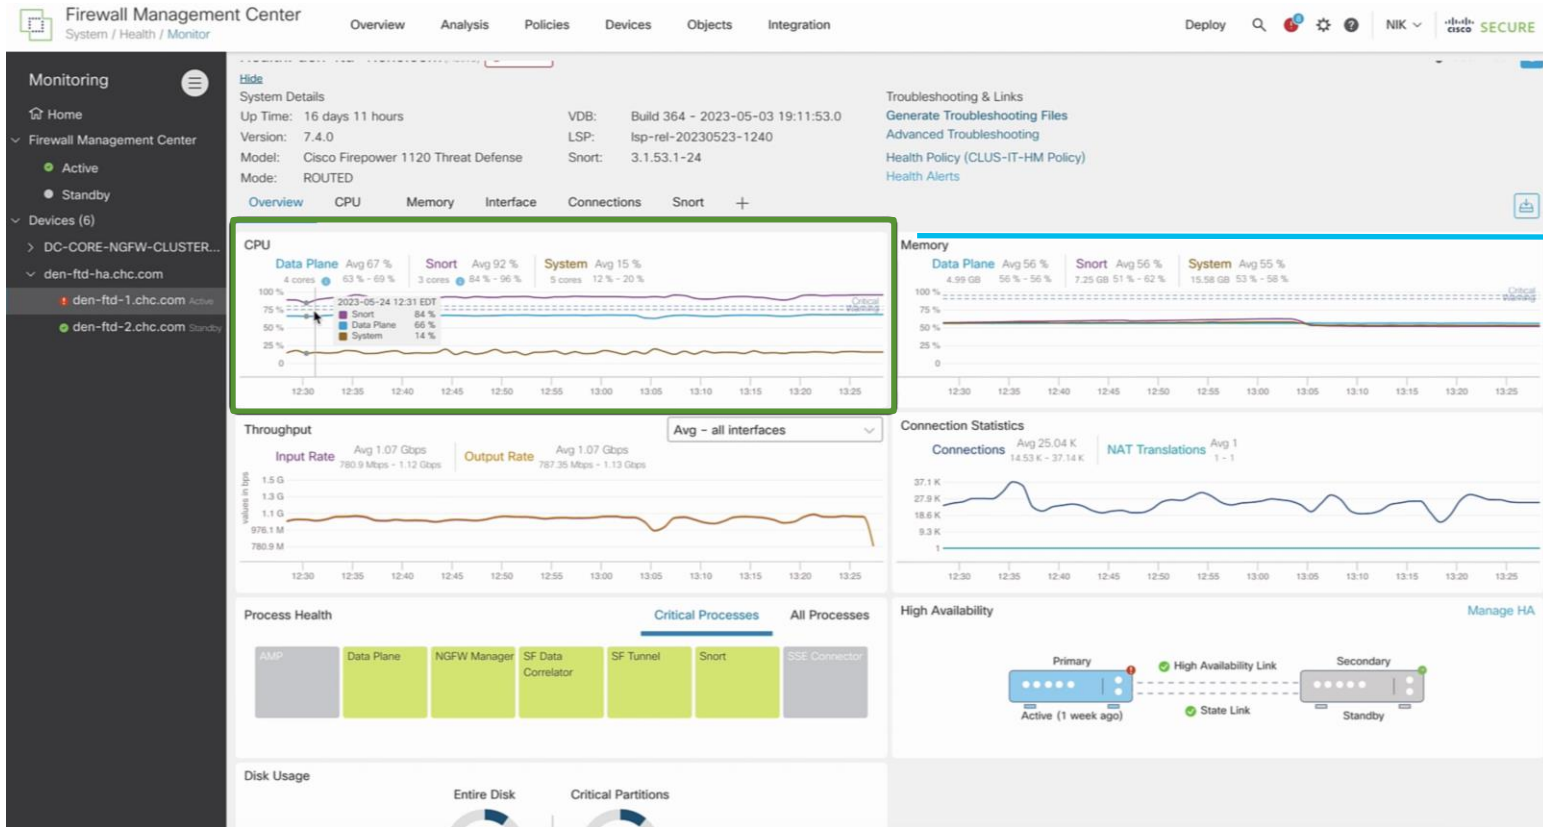 Firewall Management Center
System / Health / Monitor
Overview Analysis Policies Devices Objects Integration
Deploy NIK
cisco SECURE
Monitoring
Home
Firewall Management Center
Active
Standby
Devices (6)
DC-CORE-NGFW-CLUSTER...
den-ftd-ha.chc.com
den-ftd-1.chc.com Active
den-ftd-2.chc.com Standby
Hide
System Details
Up Time: 16 days 11 hours
Version: 7.4.0
Model: Cisco Firepower 1120 Threat Defense
Mode: ROUTED
VDB: Build 364 - 2023-05-03 19:11:53.0
LSP: lsp-rel-20230523-1240
Snort: 3.1.53.1-24
Troubleshooting & Links
Generate Troubleshooting Files
Advanced Troubleshooting
Health Policy (CLUS-IT-HM Policy)
Health Alerts
Overview CPU Memory Interface Connections Snort +
CPU
Data Plane Avg 67 %
4 cores 63 % - 69 %
Snort Avg 92 %
3 cores 84 % - 96 %
System Avg 15 %
5 cores 12 % - 20 %
100 %
75 %
50 %
25 %
0
Critical
Warning
2023-05-24 12:31 EDT
Snort 84 %
Data Plane 66 %
System 14 %
12:30 12:35 12:40 12:45 12:50 12:55 13:00 13:05 13:10 13:15 13:20 13:25
Memory
Data Plane Avg 56 %
4.99 GB 56 % - 56 %
Snort Avg 56 %
7.25 GB 51 % - 62 %
System Avg 55 %
15.58 GB 53 % - 58 %
100 %
75 %
50 %
25 %
0
Critical
Warning
12:30 12:35 12:40 12:45 12:50 12:55 13:00 13:05 13:10 13:15 13:20 13:25
Throughput
Avg - all interfaces
Input Rate Avg 1.07 Gbps
780.9 Mbps - 1.12 Gbps
Output Rate Avg 1.07 Gbps
787.35 Mbps - 1.13 Gbps
values in bps
1.5 G
1.3 G
1.1 G
976.1 M
780.9 M
12:30 12:35 12:40 12:45 12:50 12:55 13:00 13:05 13:10 13:15 13:20 13:25
Connection Statistics
Connections Avg 25.04 K
14.53 K - 37.14 K
NAT Translations Avg 1
1 - 1
37.1 K
27.9 K
18.6 K
9.3 K
1
12:30 12:35 12:40 12:45 12:50 12:55 13:00 13:05 13:10 13:15 13:20 13:25
Process Health
Critical Processes All Processes
AMP
Data Plane
NGFW Manager
SF Data
Correlator
SF Tunnel
Snort
SSE Connector
High Availability
Manage HA
Primary
High Availability Link
Secondary
Active (1 week ago)
State Link
Standby
Disk Usage
Entire Disk
Critical Partitions